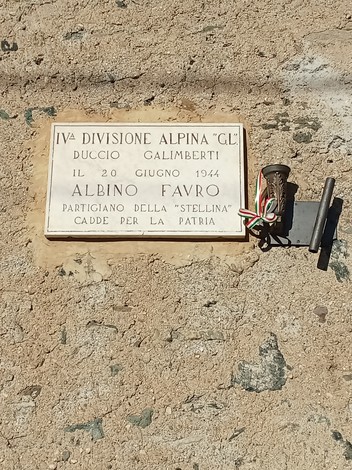 IVª DIVISIONE ALPINA "GL"
DUCCIO GALIMBERTI
IL 20 GIUGNO 1944
ALBINO FAVRO
PARTIGIANO DELLA "STELLINA"
CADDE PER LA PATRIA